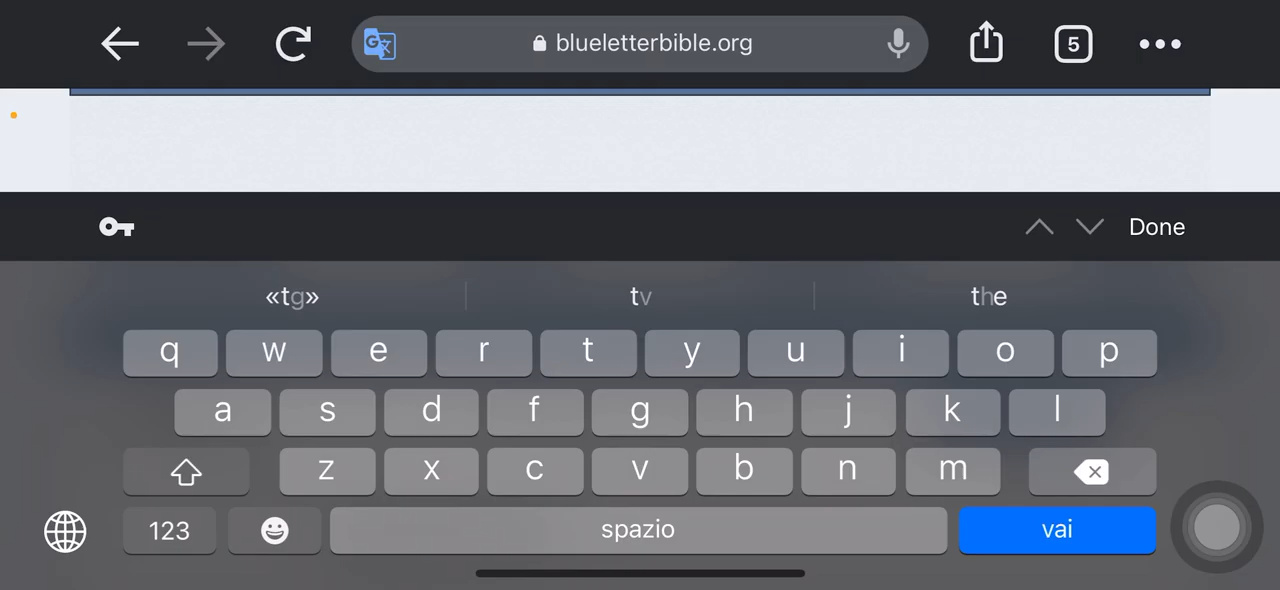 blueletterbible.org 5
Done
«tg» tv the
q w e r t y u i o p
a s d f g h j k l
z x c v b n m
123 spazio vai